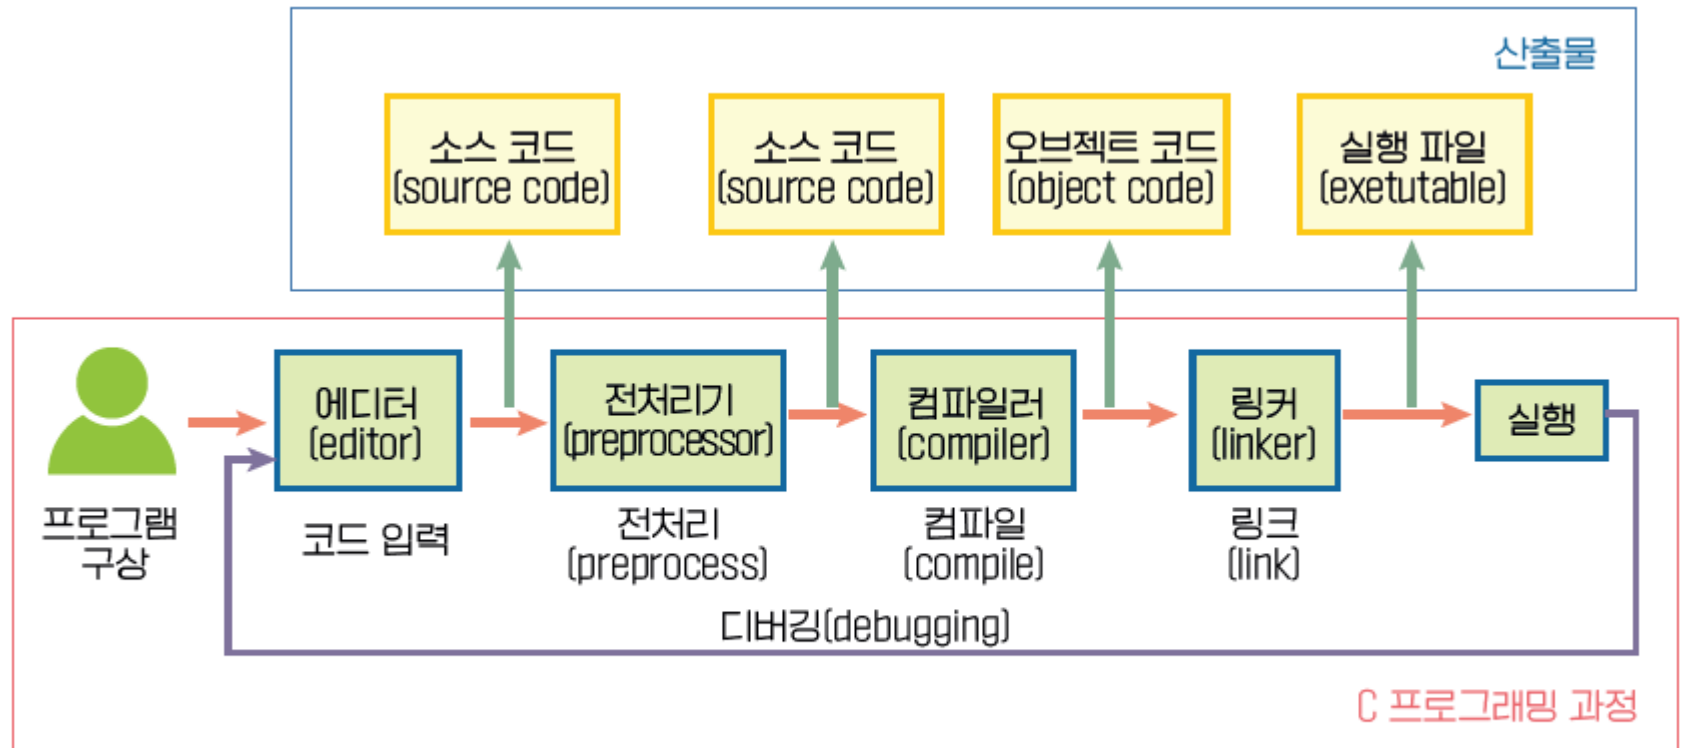 산출물
소스 코드
(source code)
소스 코드
(source code)
오브젝트 코드
(object code)
실행 파일
(exetutable)
에디터
(editor)
전처리기
(preprocessor)
컴파일러
(compiler)
링커
(linker)
실행
프로그램
구상
코드 입력
전처리
(preprocess)
컴파일
(compile)
링크
(link)
디버깅(debugging)
C 프로그래밍 과정